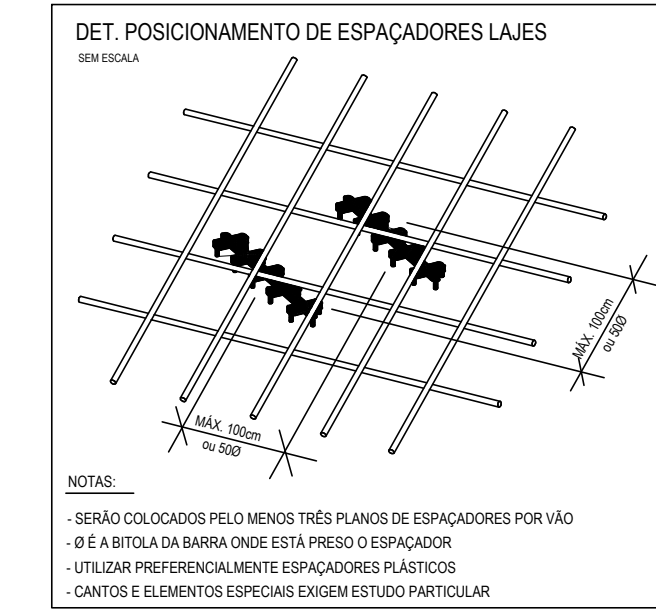 DET. POSICIONAMENTO DE ESPAÇADORES LAJES
SEM ESCALA
MÁX. 100cm
ou 50Ø
MÁX. 100cm
ou 50Ø
NOTAS:
- SERÃO COLOCADOS PELO MENOS TRÊS PLANOS DE ESPAÇADORES POR VÃO
- Ø É A BITOLA DA BARRA ONDE ESTÁ PRESO O ESPAÇADOR
- UTILIZAR PREFERENCIALMENTE ESPAÇADORES PLÁSTICOS
- CANTOS E ELEMENTOS ESPECIAIS EXIGEM ESTUDO PARTICULAR